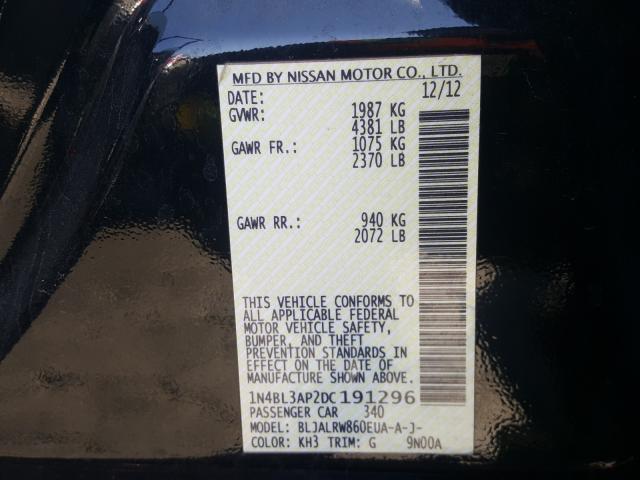 MFD BY NISSAN MOTOR CO., LTD.
DATE: 12/12
GVWR: 1987 KG
4381 LB
GAWR FR.: 1075 KG
2370 LB
GAWR RR.: 940 KG
2072 LB
THIS VEHICLE CONFORMS TO
ALL APPLICABLE FEDERAL
MOTOR VEHICLE SAFETY,
BUMPER, AND THEFT
PREVENTION STANDARDS IN
EFFECT ON THE DATE OF
MANUFACTURE SHOWN ABOVE.
1N4BL3AP2DC191296
PASSENGER CAR 340
MODEL: BLJALRW860EUA-A-J-
COLOR: KH3 TRIM: G 9N00A